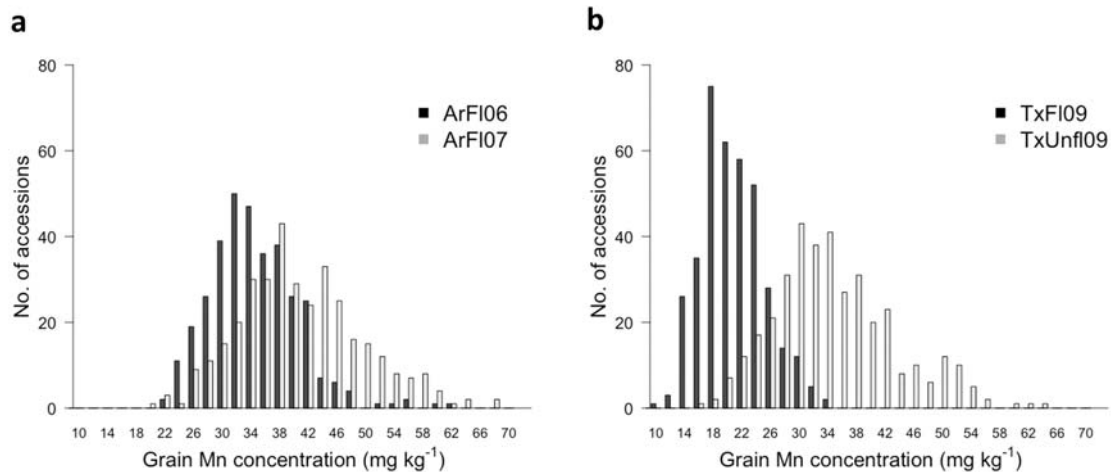 a
80
60
40
20
0
No. of accessions
ArFl06
ArFl07
10 14 18 22 26 30 34 38 42 46 50 54 58 62 66 70
Grain Mn concentration (mg kg⁻¹)
b
80
60
40
20
0
No. of accessions
TxFl09
TxUnfl09
10 14 18 22 26 30 34 38 42 46 50 54 58 62 66 70
Grain Mn concentration (mg kg⁻¹)